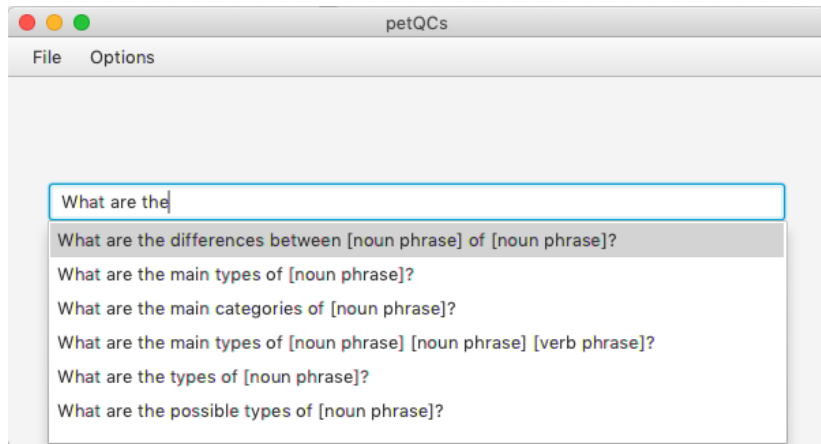 petQCs
File Options
What are the
What are the differences between [noun phrase] of [noun phrase]?
What are the main types of [noun phrase]?
What are the main categories of [noun phrase]?
What are the main types of [noun phrase] [noun phrase] [verb phrase]?
What are the types of [noun phrase]?
What are the possible types of [noun phrase]?